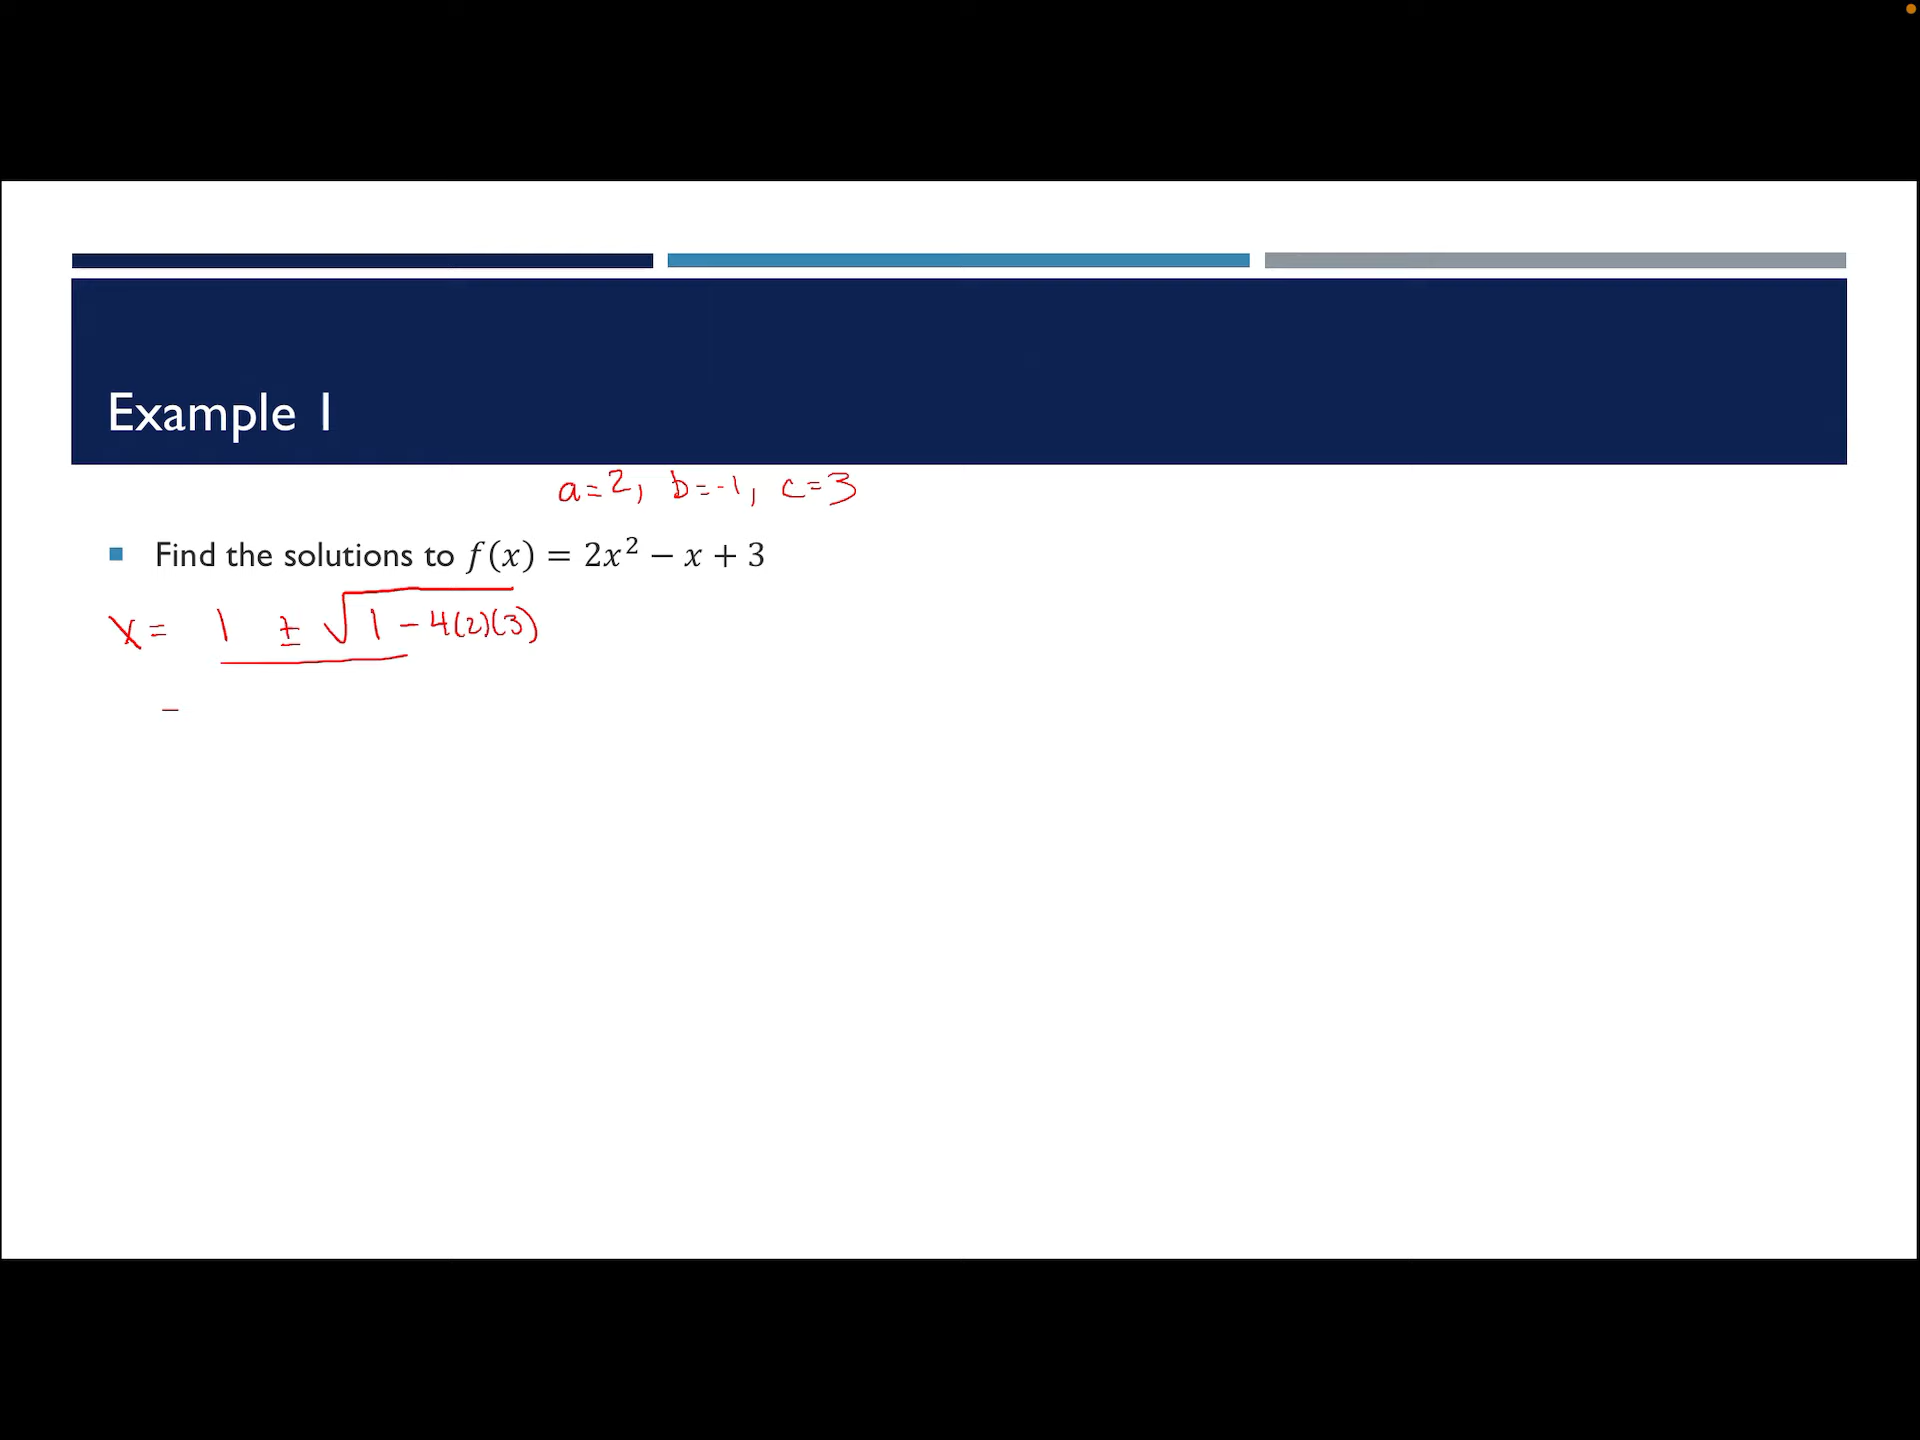 Example 1
a=2, b=-1, c=3
Find the solutions to f(x) = 2x² − x + 3
x = 1 ± √1 − 4(2)(3)
−